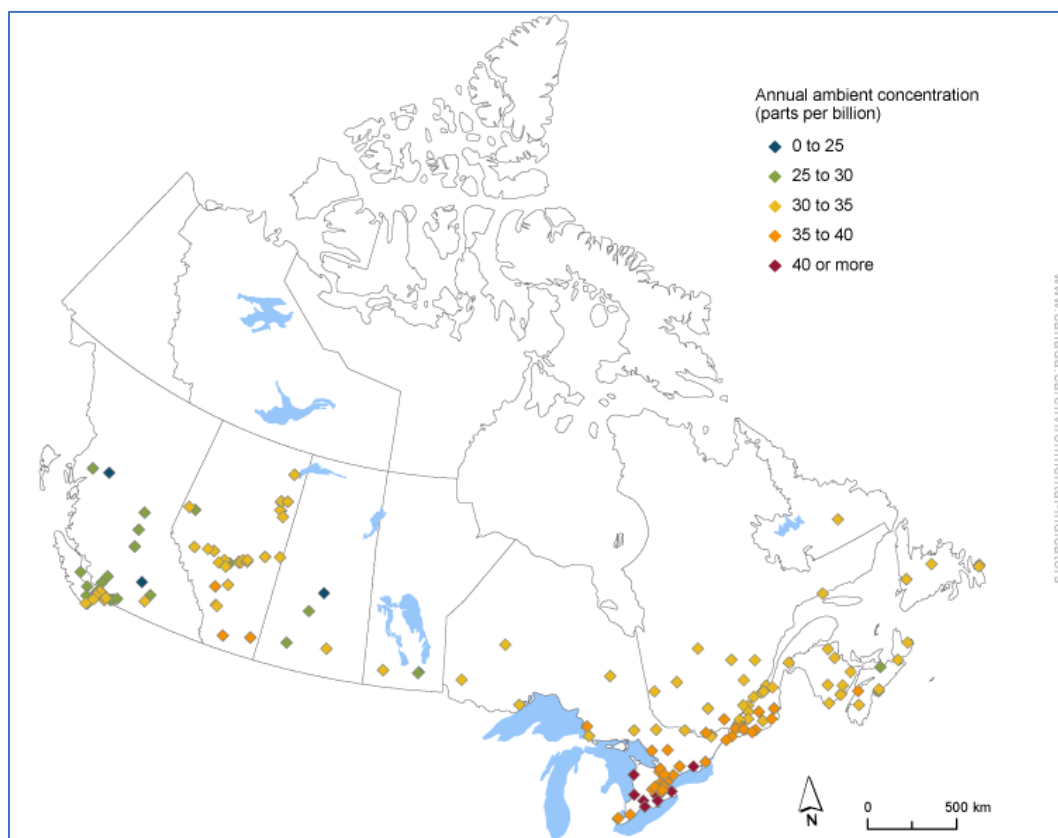 Annual ambient concentration
(parts per billion)
0 to 25
25 to 30
30 to 35
35 to 40
40 or more
N
0 500 km